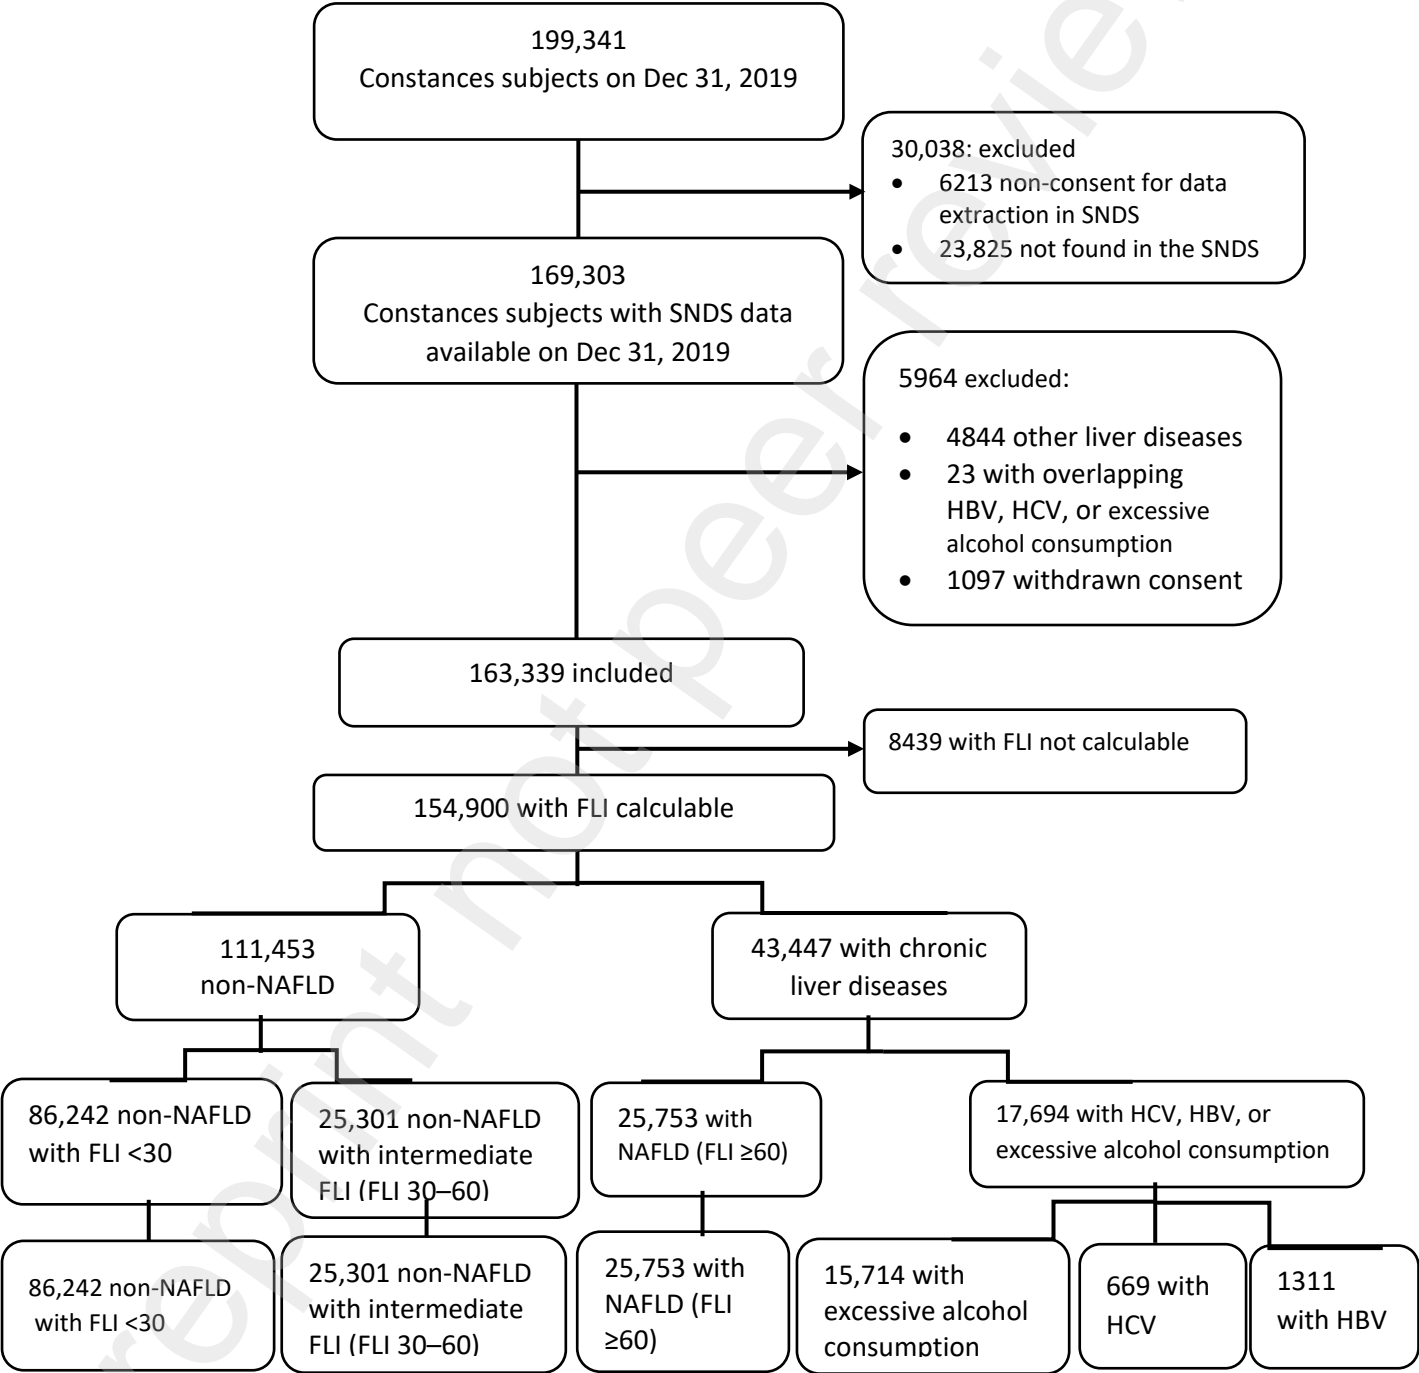 199,341
Constances subjects on Dec 31, 2019
30,038: excluded
• 6213 non-consent for data
extraction in SNDS
• 23,825 not found in the SNDS
169,303
Constances subjects with SNDS data
available on Dec 31, 2019
5964 excluded:
• 4844 other liver diseases
• 23 with overlapping
HBV, HCV, or excessive
alcohol consumption
• 1097 withdrawn consent
163,339 included
8439 with FLI not calculable
154,900 with FLI calculable
111,453
non-NAFLD
43,447 with chronic
liver diseases
86,242 non-NAFLD
with FLI <30
25,301 non-NAFLD
with intermediate
FLI (FLI 30–60)
25,753 with
NAFLD (FLI ≥60)
17,694 with HCV, HBV, or
excessive alcohol consumption
86,242 non-NAFLD
with FLI <30
25,301 non-NAFLD
with intermediate
FLI (FLI 30–60)
25,753 with
NAFLD (FLI
≥60)
15,714 with
excessive alcohol
consumption
669 with
HCV
1311
with HBV
reprint not peer revie